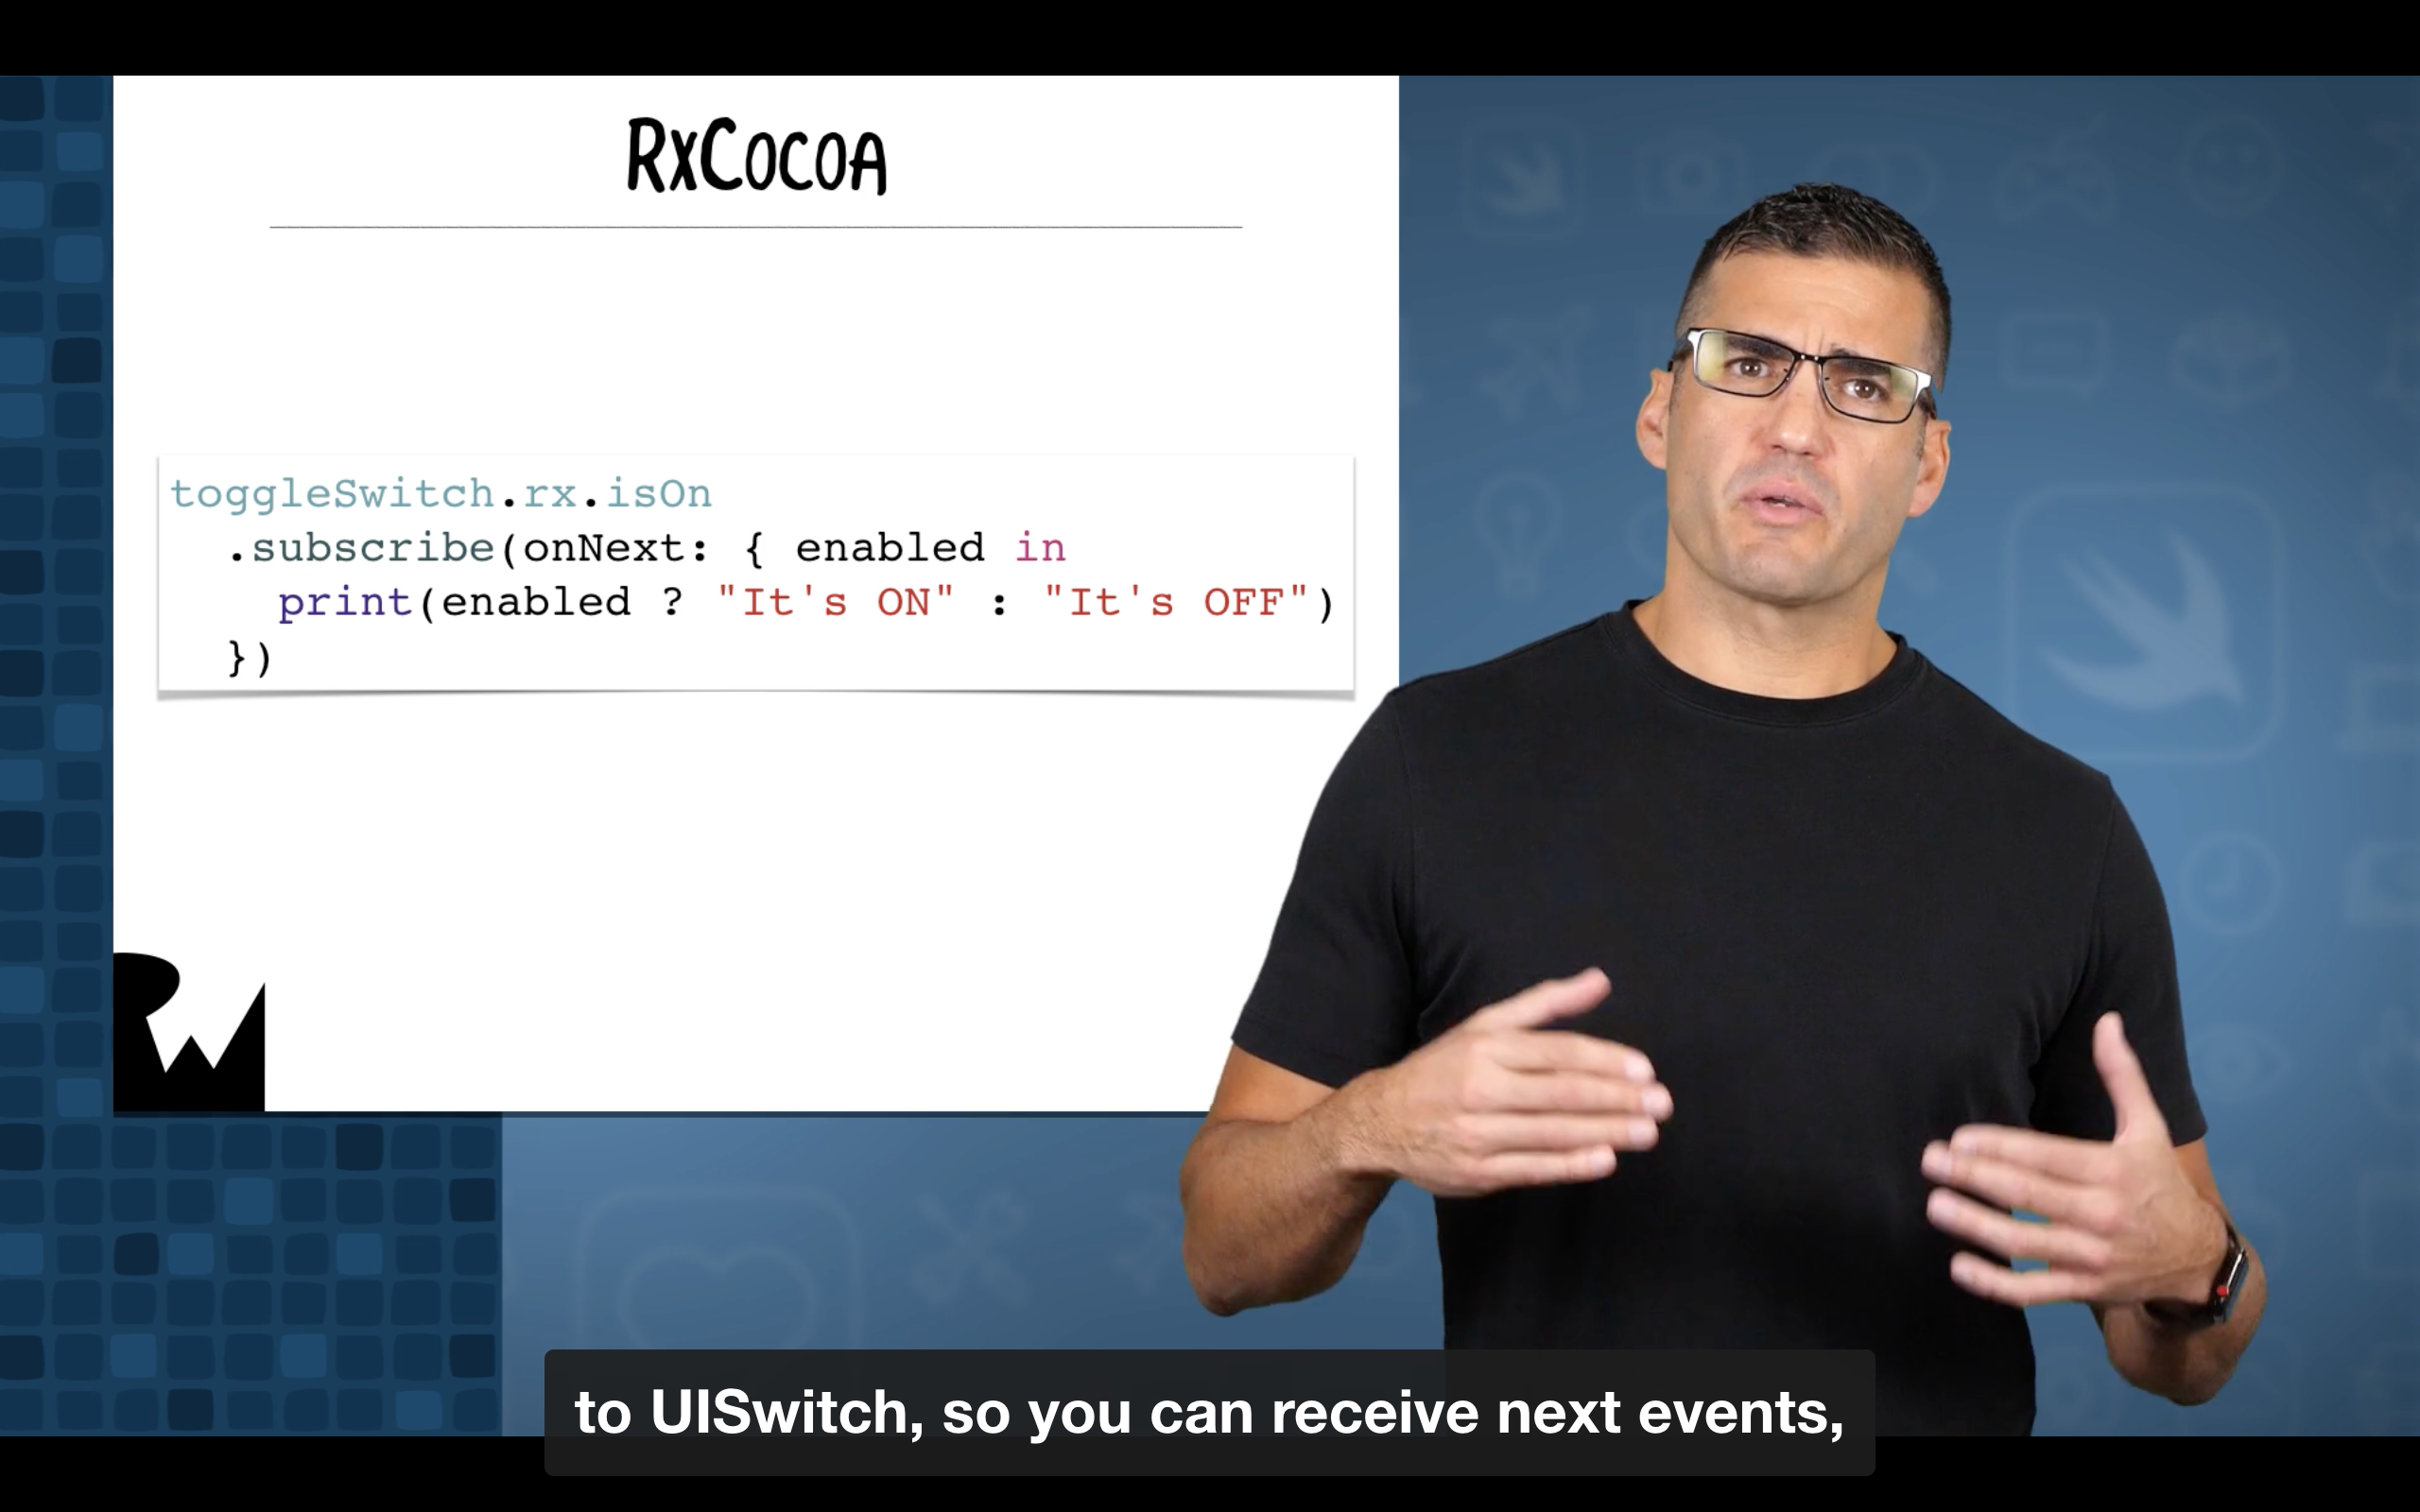 RxCocoa
toggleSwitch.rx.isOn
.subscribe(onNext: { enabled in
print(enabled ? "It's ON" : "It's OFF")
})
RW
to UISwitch, so you can receive next events,